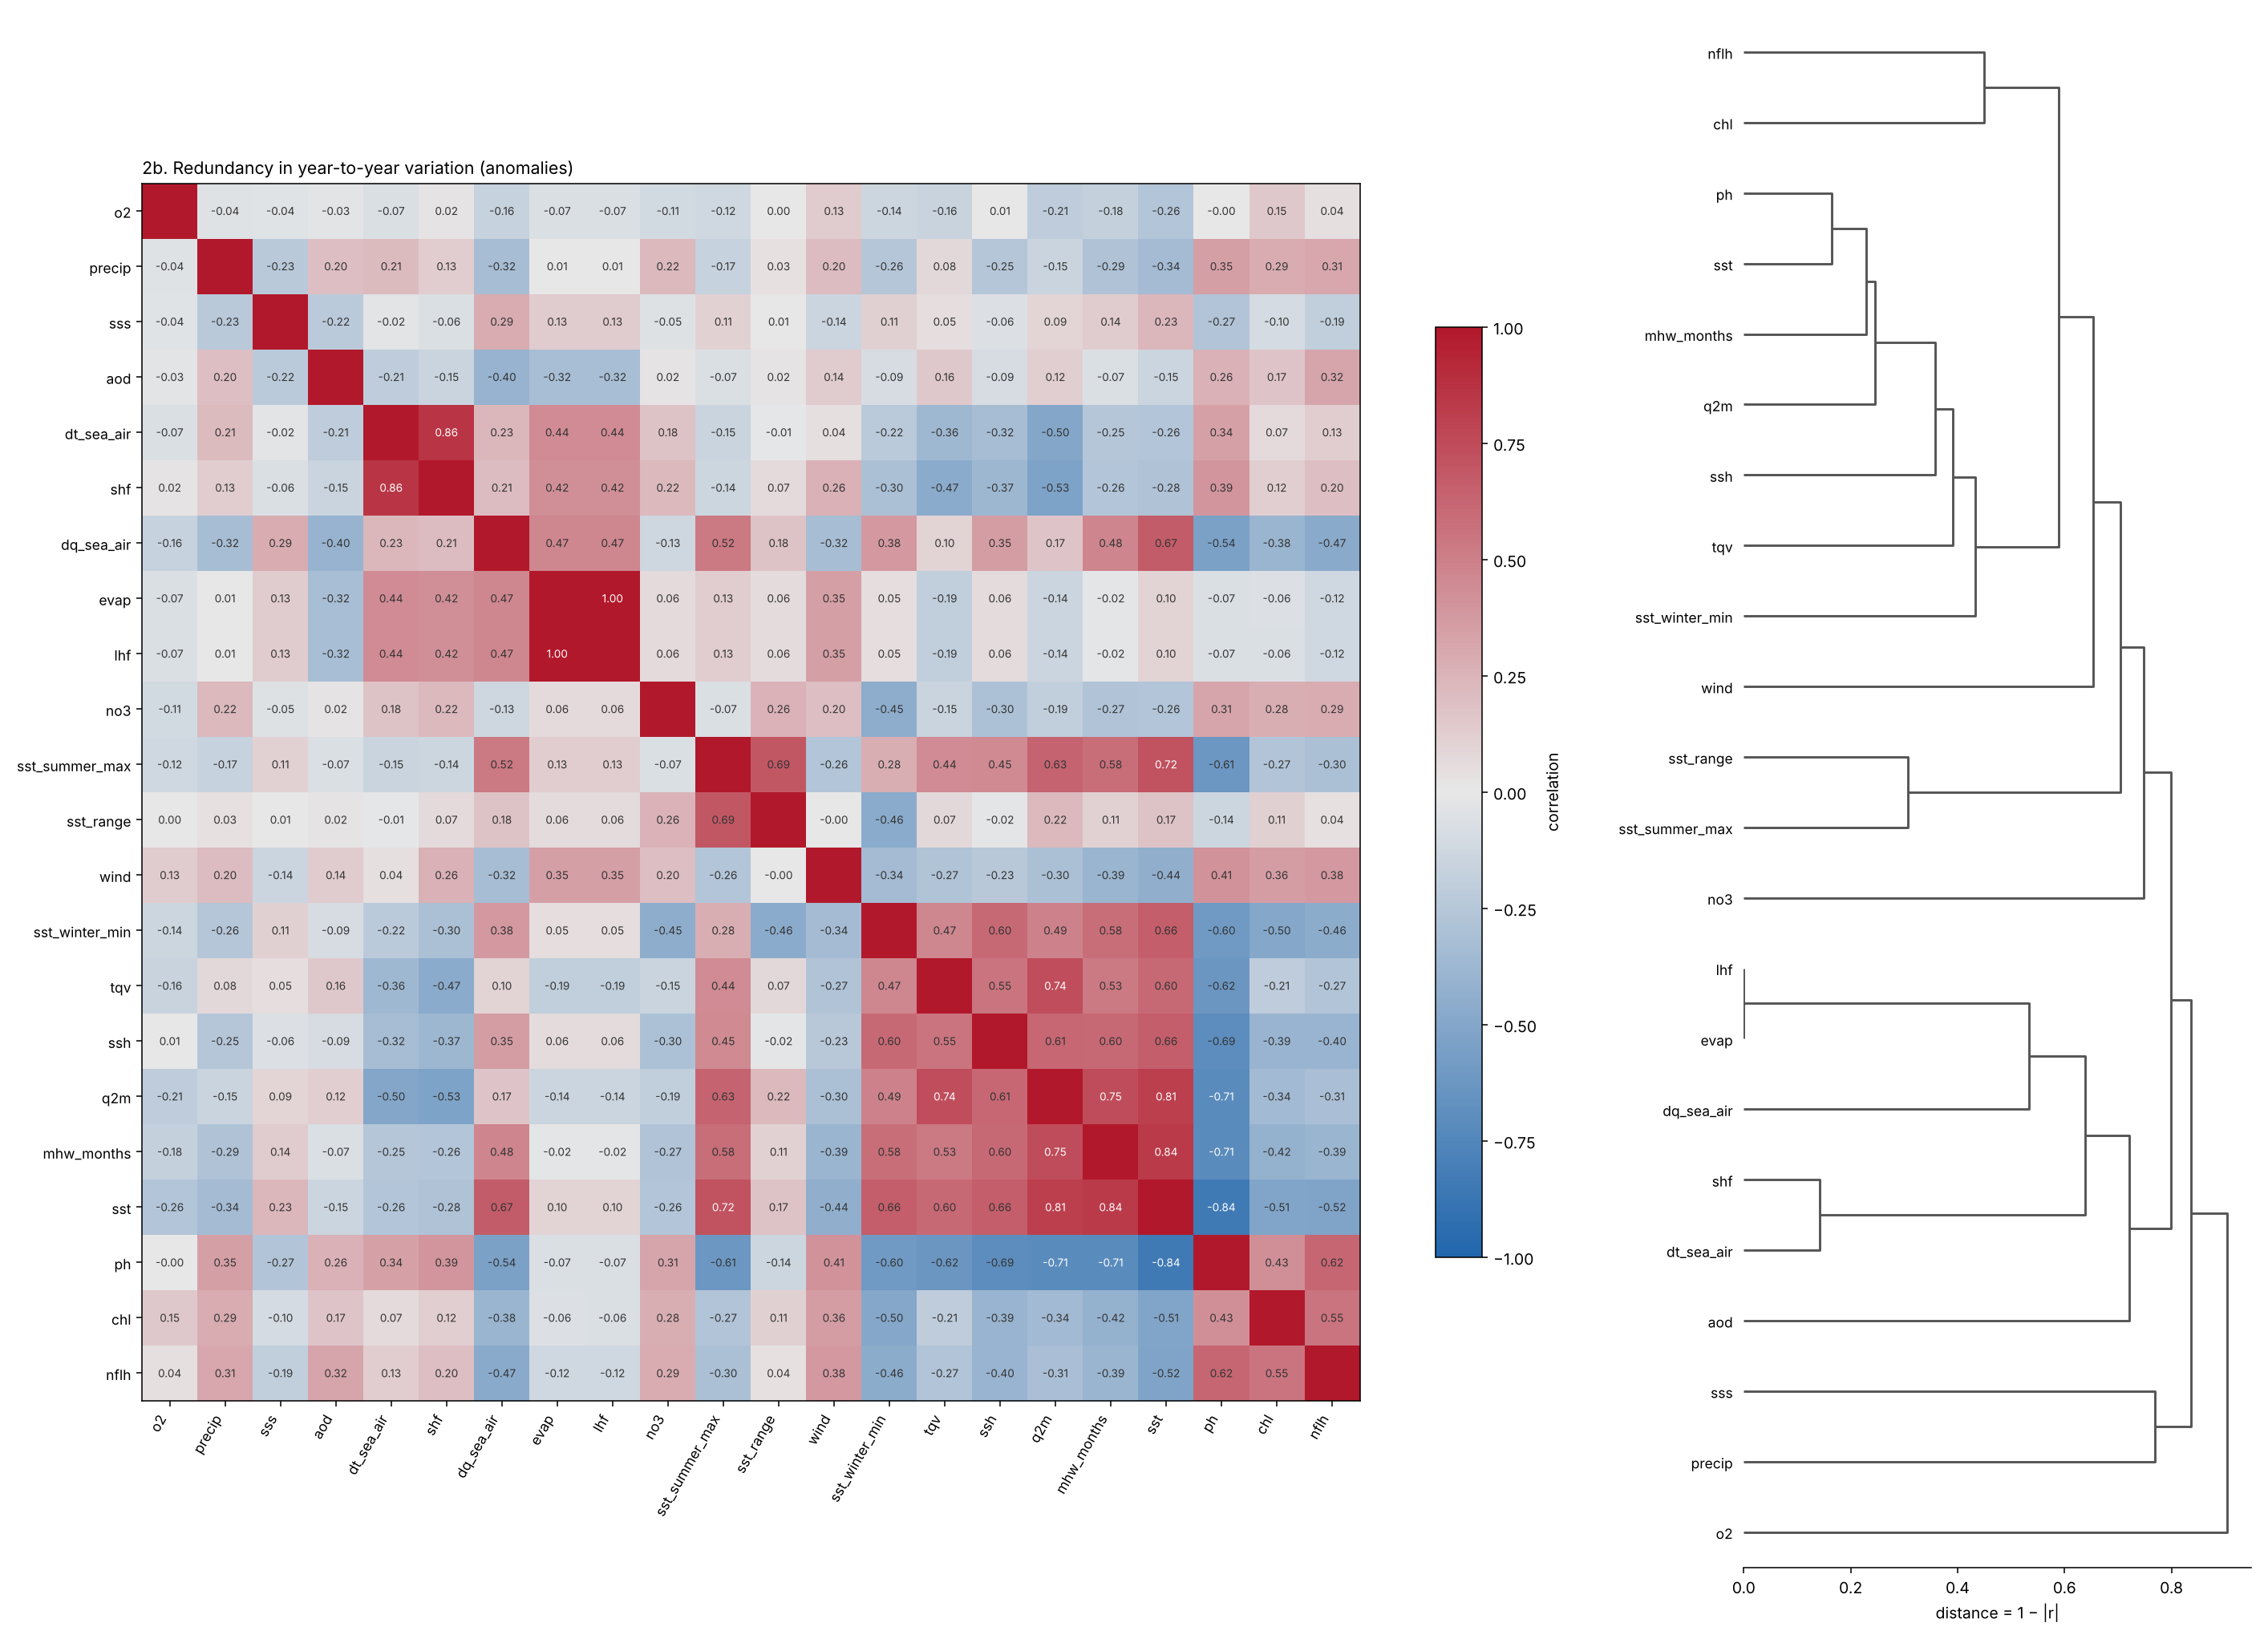 2b. Redundancy in year-to-year variation (anomalies)
o2 -0.04 -0.04 -0.03 -0.07 0.02 -0.16 -0.07 -0.07 -0.11 -0.12 0.00 0.13 -0.14 -0.16 0.01 -0.21 -0.18 -0.26 -0.00 0.15 0.04
precip -0.04 -0.23 0.20 0.21 0.13 -0.32 0.01 0.01 0.22 -0.17 0.03 0.20 -0.26 0.08 -0.25 -0.15 -0.29 -0.34 0.35 0.29 0.31
sss -0.04 -0.23 -0.22 -0.02 -0.06 0.29 0.13 0.13 -0.05 0.11 0.01 -0.14 0.11 0.05 -0.06 0.09 0.14 0.23 -0.27 -0.10 -0.19
aod -0.03 0.20 -0.22 -0.21 -0.15 -0.40 -0.32 -0.32 0.02 -0.07 0.02 0.14 -0.09 0.16 -0.09 0.12 -0.07 -0.15 0.26 0.17 0.32
dt_sea_air -0.07 0.21 -0.02 -0.21 0.86 0.23 0.44 0.44 0.18 -0.15 -0.01 0.04 -0.22 -0.36 -0.32 -0.50 -0.25 -0.26 0.34 0.07 0.13
shf 0.02 0.13 -0.06 -0.15 0.86 0.21 0.42 0.42 0.22 -0.14 0.07 0.26 -0.30 -0.47 -0.37 -0.53 -0.26 -0.28 0.39 0.12 0.20
dq_sea_air -0.16 -0.32 0.29 -0.40 0.23 0.21 0.47 0.47 -0.13 0.52 0.18 -0.32 0.38 0.10 0.35 0.17 0.48 0.67 -0.54 -0.38 -0.47
evap -0.07 0.01 0.13 -0.32 0.44 0.42 0.47 1.00 0.06 0.13 0.06 0.35 0.05 -0.19 0.06 -0.14 -0.02 0.10 -0.07 -0.06 -0.12
lhf -0.07 0.01 0.13 -0.32 0.44 0.42 0.47 1.00 0.06 0.13 0.06 0.35 0.05 -0.19 0.06 -0.14 -0.02 0.10 -0.07 -0.06 -0.12
no3 -0.11 0.22 -0.05 0.02 0.18 0.22 -0.13 0.06 0.06 -0.07 0.26 0.20 -0.45 -0.15 -0.30 -0.19 -0.27 -0.26 0.31 0.28 0.29
sst_summer_max -0.12 -0.17 0.11 -0.07 -0.15 -0.14 0.52 0.13 0.13 -0.07 0.69 -0.26 0.28 0.44 0.45 0.63 0.58 0.72 -0.61 -0.27 -0.30
sst_range 0.00 0.03 0.01 0.02 -0.01 0.07 0.18 0.06 0.06 0.26 0.69 -0.00 -0.46 0.07 -0.02 0.22 0.11 0.17 -0.14 0.11 0.04
wind 0.13 0.20 -0.14 0.14 0.04 0.26 -0.32 0.35 0.35 0.20 -0.26 -0.00 -0.34 -0.27 -0.23 -0.30 -0.39 -0.44 0.41 0.36 0.38
sst_winter_min -0.14 -0.26 0.11 -0.09 -0.22 -0.30 0.38 0.05 0.05 -0.45 0.28 -0.46 -0.34 0.47 0.60 0.49 0.58 0.66 -0.60 -0.50 -0.46
tqv -0.16 0.08 0.05 0.16 -0.36 -0.47 0.10 -0.19 -0.19 -0.15 0.44 0.07 -0.27 0.47 0.55 0.74 0.53 0.60 -0.62 -0.21 -0.27
ssh 0.01 -0.25 -0.06 -0.09 -0.32 -0.37 0.35 0.06 0.06 -0.30 0.45 -0.02 -0.23 0.60 0.55 0.61 0.60 0.66 -0.69 -0.39 -0.40
q2m -0.21 -0.15 0.09 0.12 -0.50 -0.53 0.17 -0.14 -0.14 -0.19 0.63 0.22 -0.30 0.49 0.74 0.61 0.75 0.81 -0.71 -0.34 -0.31
mhw_months -0.18 -0.29 0.14 -0.07 -0.25 -0.26 0.48 -0.02 -0.02 -0.27 0.58 0.11 -0.39 0.58 0.53 0.60 0.75 0.84 -0.71 -0.42 -0.39
sst -0.26 -0.34 0.23 -0.15 -0.26 -0.28 0.67 0.10 0.10 -0.26 0.72 0.17 -0.44 0.66 0.60 0.66 0.81 0.84 -0.84 -0.51 -0.52
ph -0.00 0.35 -0.27 0.26 0.34 0.39 -0.54 -0.07 -0.07 0.31 -0.61 -0.14 0.41 -0.60 -0.62 -0.69 -0.71 -0.71 -0.84 0.43 0.62
chl 0.15 0.29 -0.10 0.17 0.07 0.12 -0.38 -0.06 -0.06 0.28 -0.27 0.11 0.36 -0.50 -0.21 -0.39 -0.34 -0.42 -0.51 0.43 0.55
nflh 0.04 0.31 -0.19 0.32 0.13 0.20 -0.47 -0.12 -0.12 0.29 -0.30 0.04 0.38 -0.46 -0.27 -0.40 -0.31 -0.39 -0.52 0.62 0.55
o2 precip sss aod dt_sea_air shf dq_sea_air evap lhf no3 sst_summer_max sst_range wind sst_winter_min tqv ssh q2m mhw_months sst ph chl nflh
1.00
0.75
0.50
0.25
0.00
−0.25
−0.50
−0.75
−1.00
correlation
nflh
chl
ph
sst
mhw_months
q2m
ssh
tqv
sst_winter_min
wind
sst_range
sst_summer_max
no3
lhf
evap
dq_sea_air
shf
dt_sea_air
aod
sss
precip
o2
0.0 0.2 0.4 0.6 0.8
distance = 1 − |r|